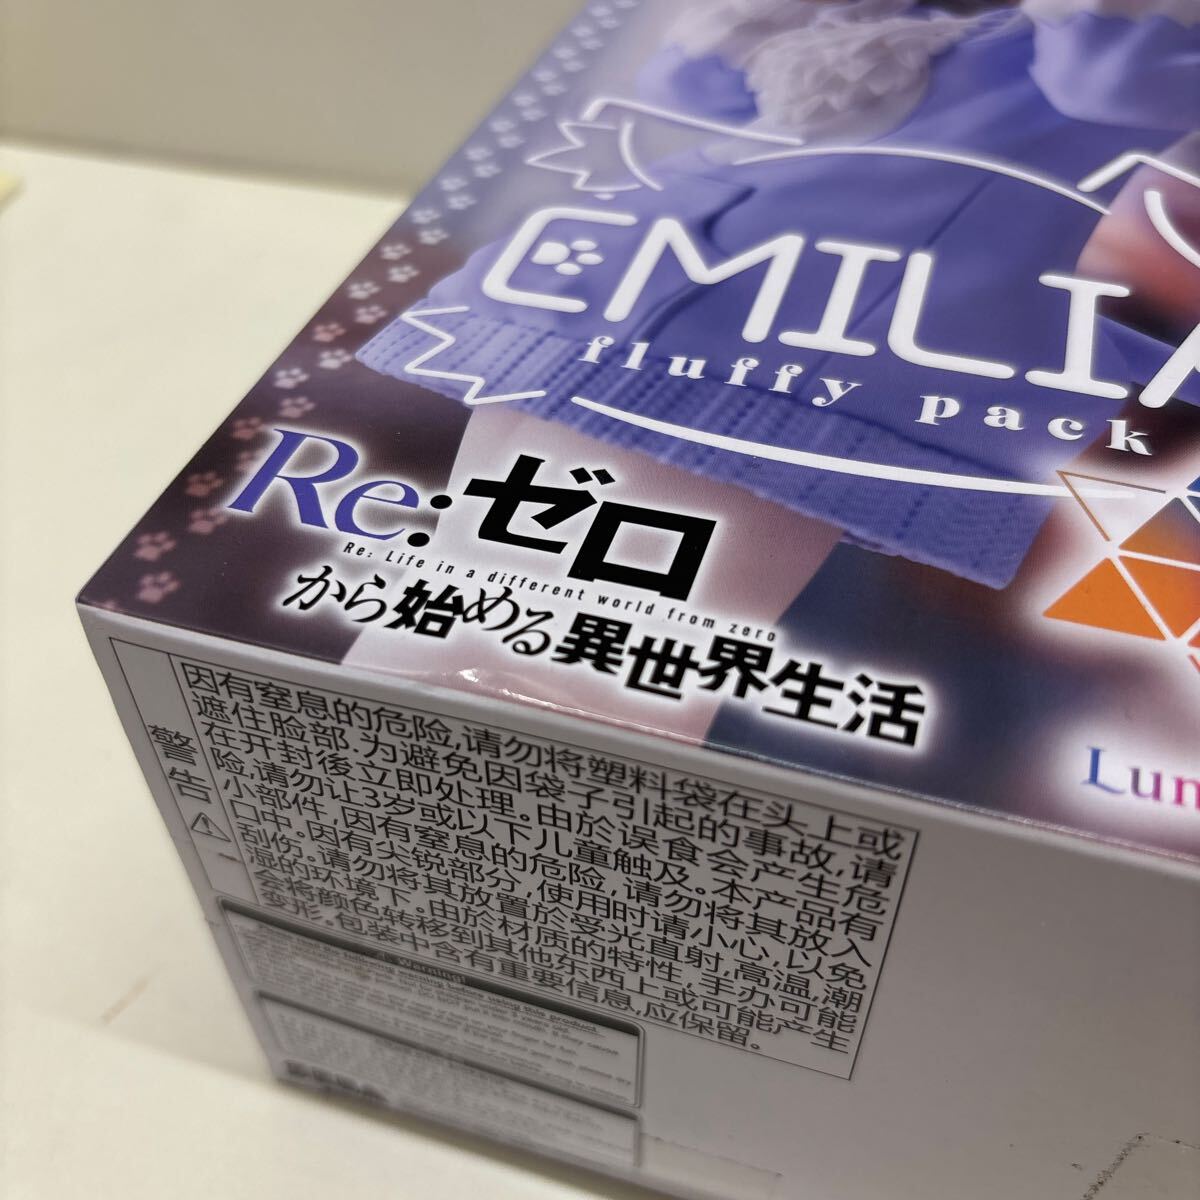 EMILIA
fluffy pack
Re:ゼロ
Re: Life in a different world from zero
から始める異世界生活
Lum
警告
因有窒息的危险,请勿将塑料袋在头上或
遮住脸部.为避免因袋子引起的事故,请
在开封後立即处理。由於误食会产生危
险,请勿让3岁或以下儿童触及。本产品有
小部件,因有窒息的危险,请勿将其放入
口中。因有尖锐部分,使用时请小心,以免
刮伤。请勿将其放置於受光直射,高温,潮
湿的环境下。由於材质的特性,手办可能
会将颜色转移到其他东西上或可能产生
变形,包装中含有重要信息,应保留。
Warning!
following warning before using this product.